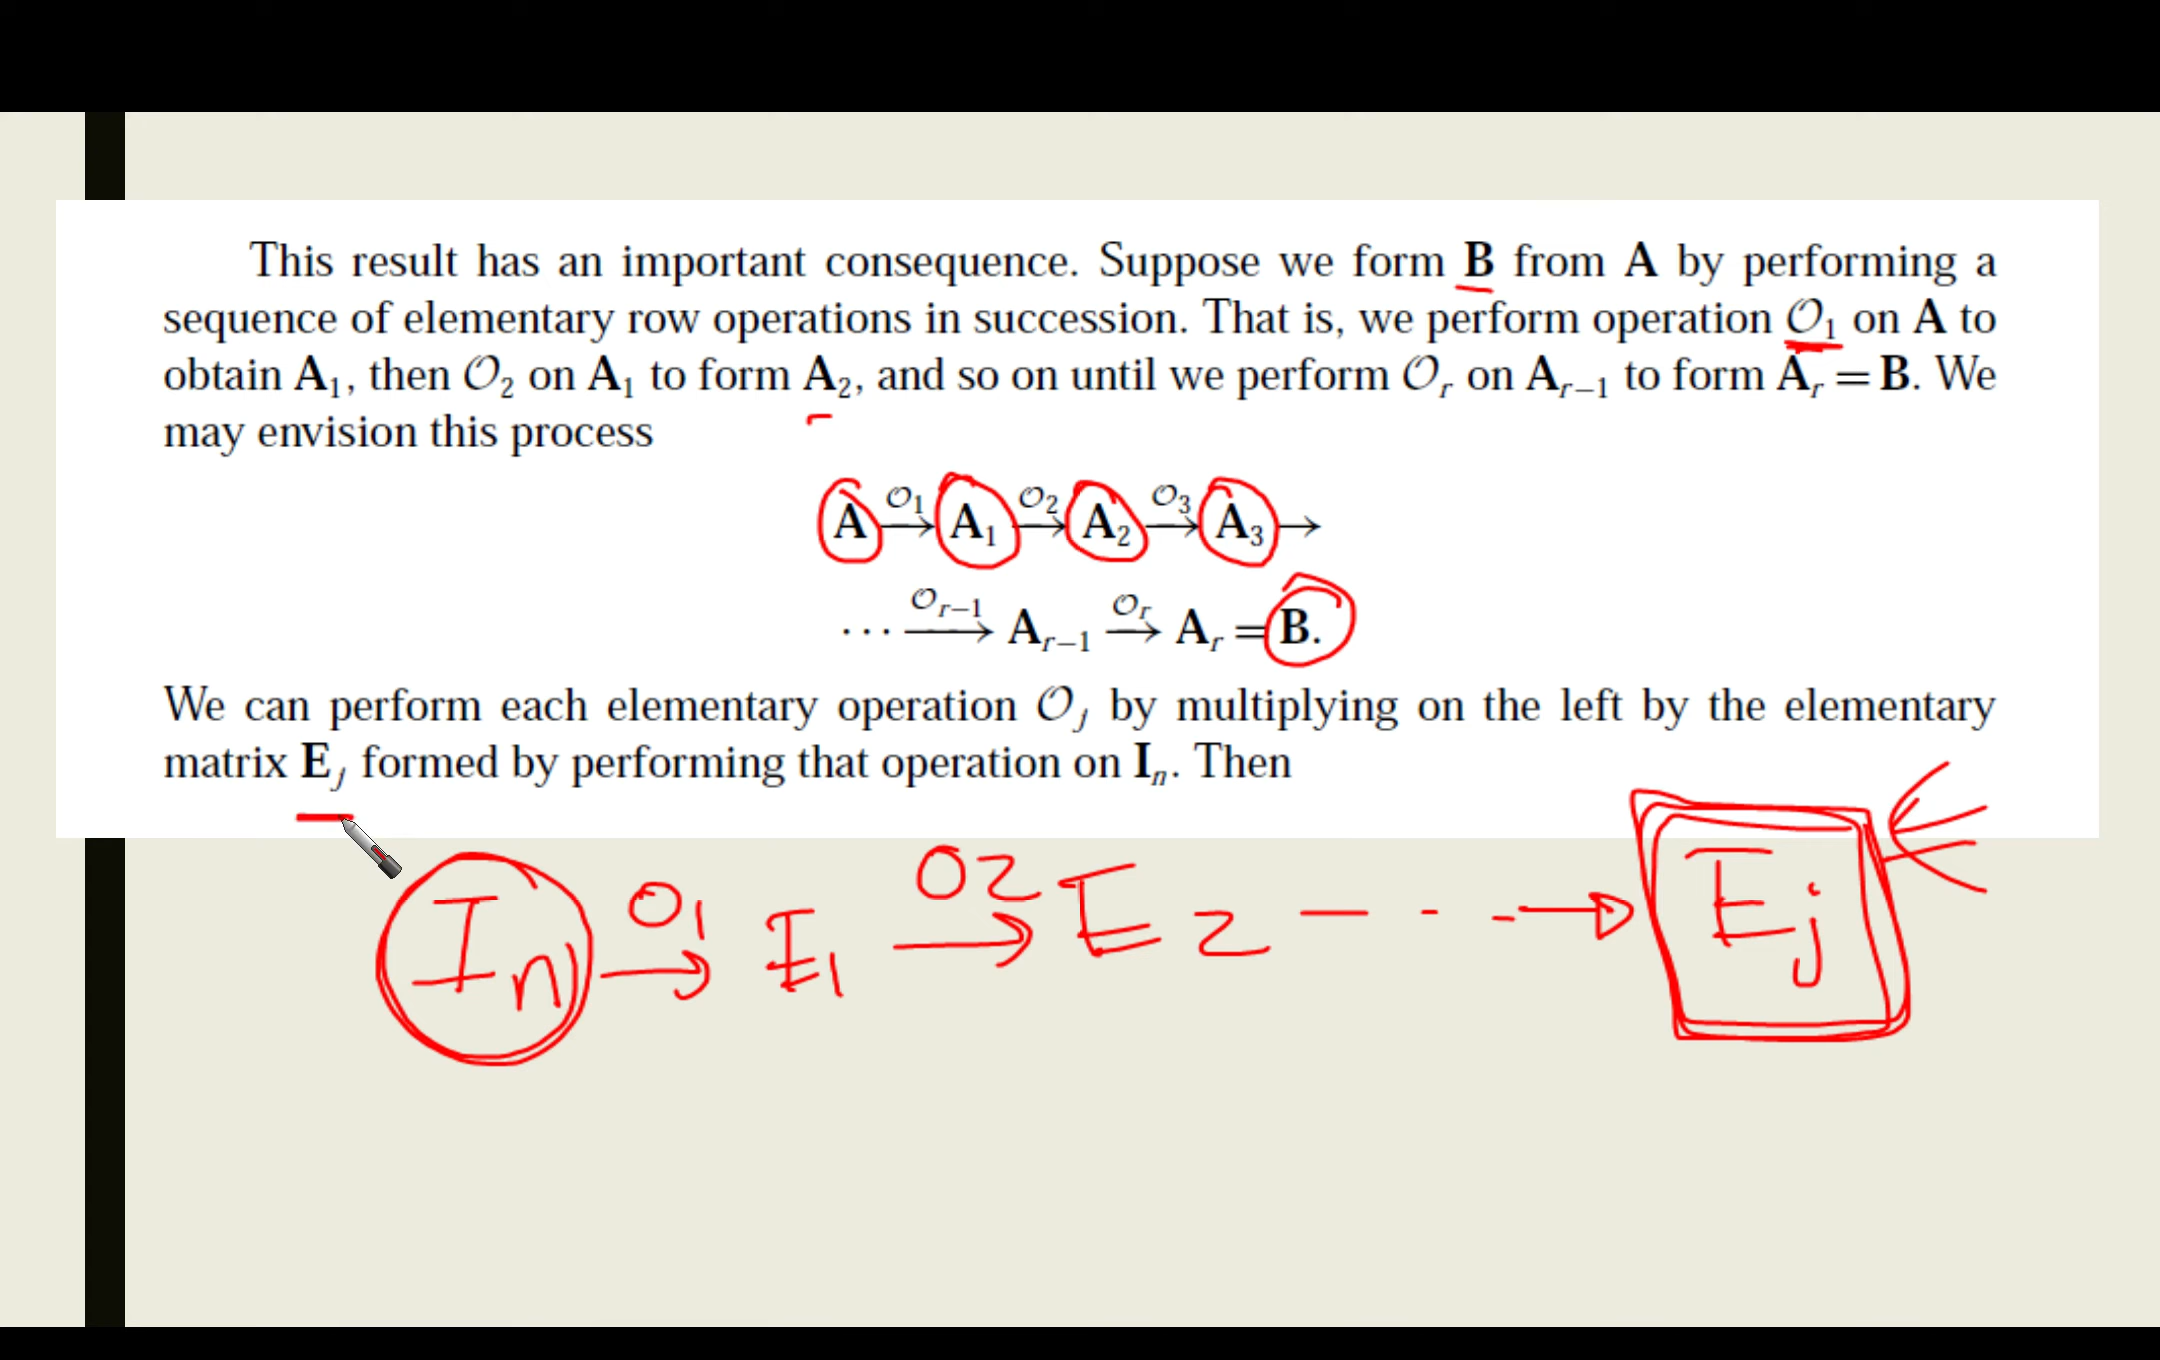 This result has an important consequence. Suppose we form B from A by performing a
sequence of elementary row operations in succession. That is, we perform operation 𝒪₁ on A to
obtain A₁, then 𝒪₂ on A₁ to form A₂, and so on until we perform 𝒪ᵣ on Aᵣ₋₁ to form Aᵣ = B. We
may envision this process
A →^{𝒪₁} A₁ →^{𝒪₂} A₂ →^{𝒪₃} A₃ →
⋯ →^{𝒪ᵣ₋₁} Aᵣ₋₁ →^{𝒪ᵣ} Aᵣ = B.
We can perform each elementary operation 𝒪ⱼ by multiplying on the left by the elementary
matrix Eⱼ formed by performing that operation on Iₙ. Then
Iₙ →^{O1} E₁ →^{O2} E₂ — - - → Eⱼ